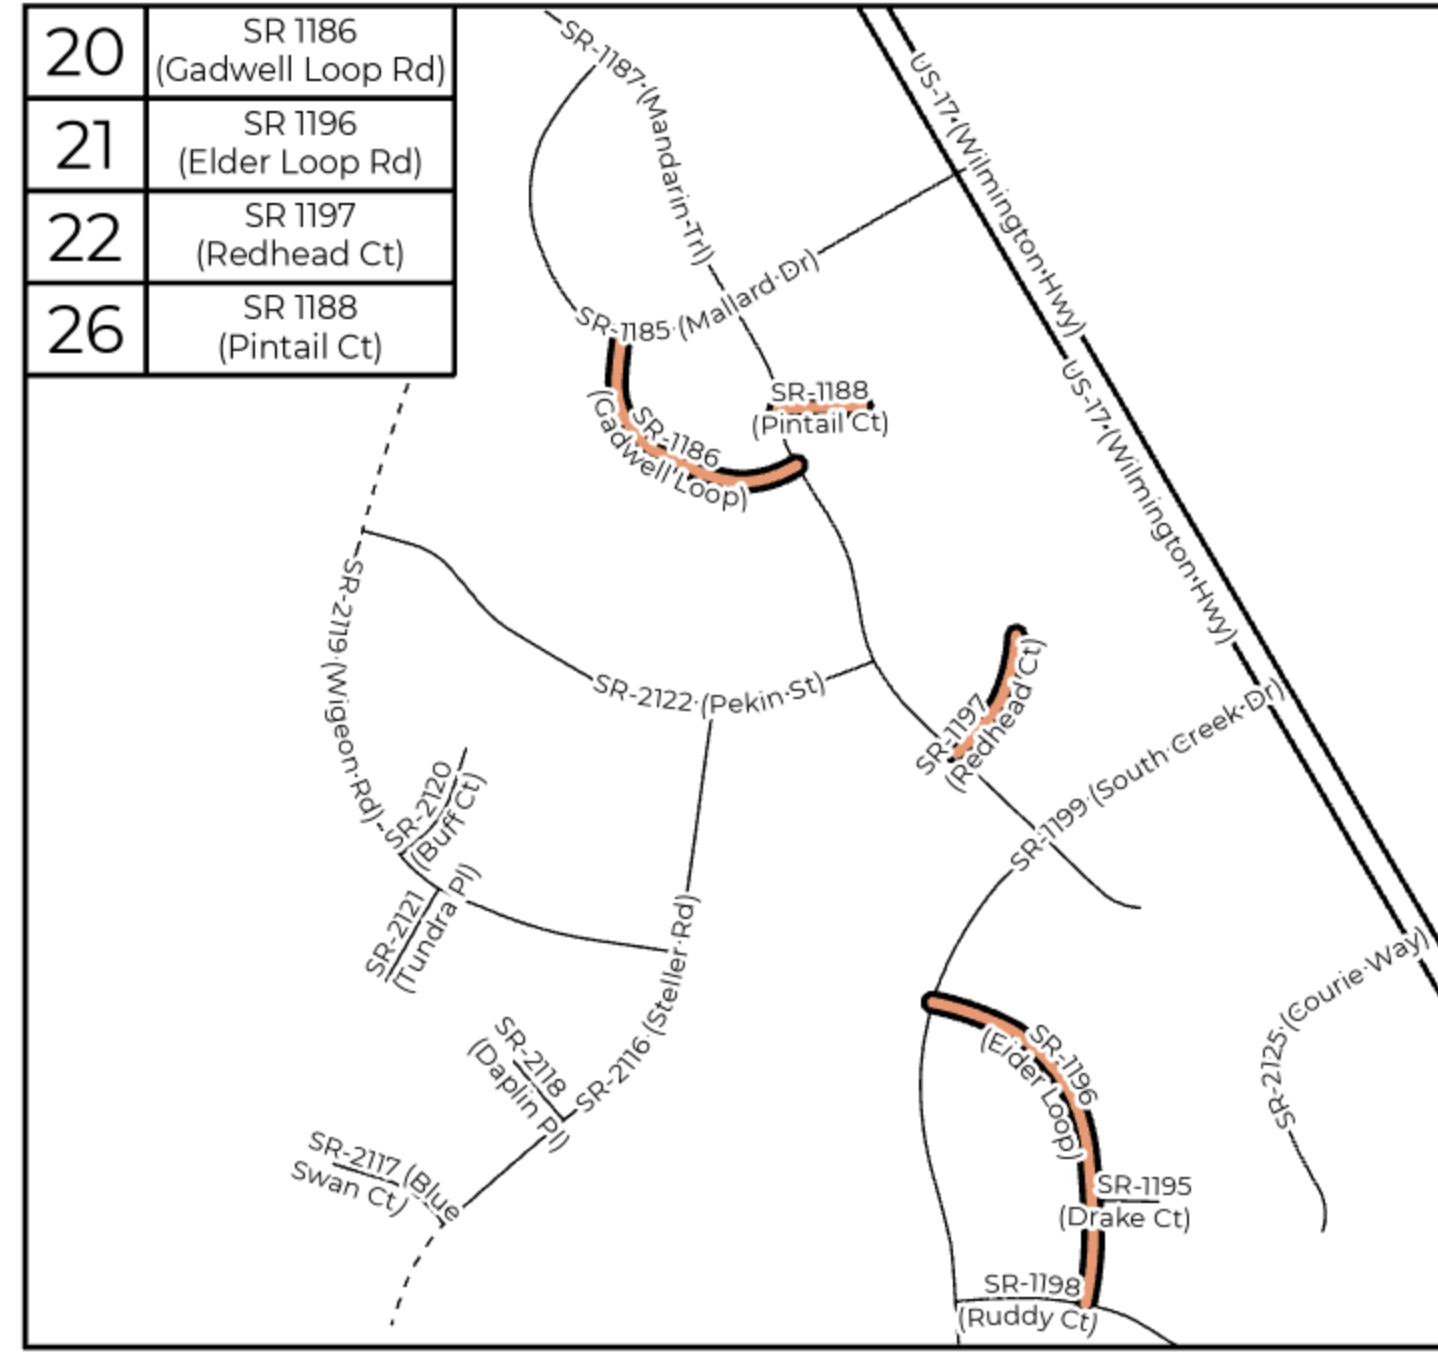 20
SR 1186
(Gadwell Loop Rd)
21
SR 1196
(Elder Loop Rd)
22
SR 1197
(Redhead Ct)
26
SR 1188
(Pintail Ct)
SR-1187 (Mandarin Trl)
US-17 (Wilmington Hwy)
SR-1185 (Mallard Dr)
US-17 (Wilmington Hwy)
SR-1188
(Pintail Ct)
SR-1186
(Gadwell Loop)
SR-2119 (Wigeon Rd)
SR-2122 (Pekin St)
SR-1197
(Redhead Ct)
SR-1199 (South Creek Dr)
SR-2120
(Buff Ct)
SR-2121
(Tundra Pl)
SR-2116 (Steller Rd)
SR-2118
(Daplin Pl)
SR-2117 (Blue
Swan Ct)
SR-1196
(Eider Loop)
SR-2125 (Courie Way)
SR-1195
(Drake Ct)
SR-1198
(Ruddy Ct)